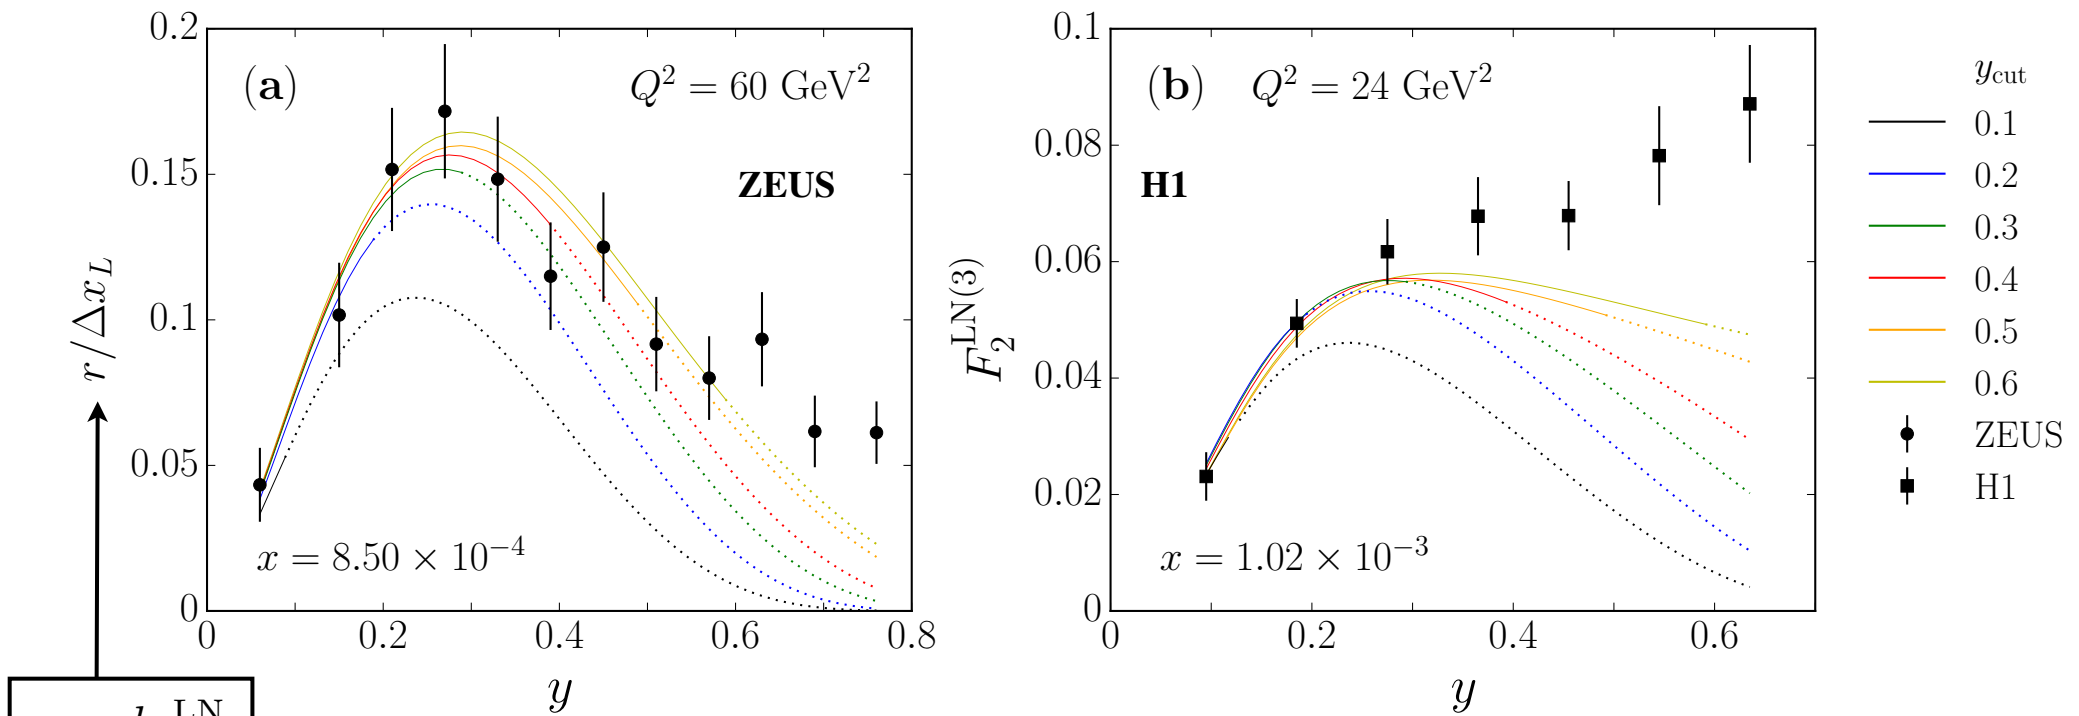 (a) Q² = 60 GeV²
ZEUS
x = 8.50 × 10⁻⁴
r/Δx_L
0.2
0.15
0.1
0.05
0
0 0.2 0.4 0.6 0.8
y
(b) Q² = 24 GeV²
H1
x = 1.02 × 10⁻³
F₂^LN(3)
0.1
0.08
0.06
0.04
0.02
0
0 0.2 0.4 0.6
y
y_cut
0.1
0.2
0.3
0.4
0.5
0.6
ZEUS
H1
LN